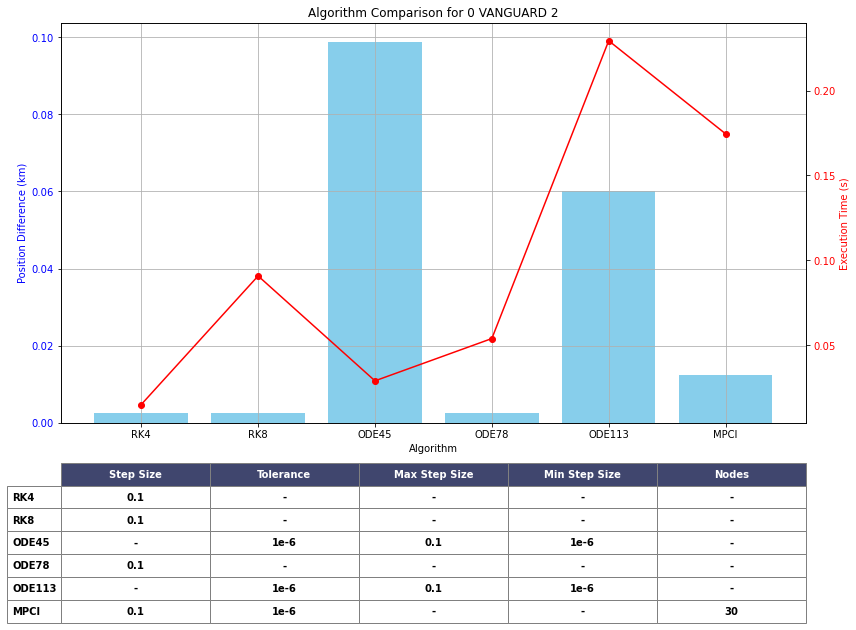 Algorithm Comparison for 0 VANGUARD 2
0.10
0.08
0.06
0.04
0.02
0.00
Position Difference (km)
0.20
0.15
0.10
0.05
Execution Time (s)
RK4 RK8 ODE45 ODE78 ODE113 MPCI
Algorithm
Step Size Tolerance Max Step Size Min Step Size Nodes
RK4 0.1 - - - -
RK8 0.1 - - - -
ODE45 - 1e-6 0.1 1e-6 -
ODE78 0.1 - - - -
ODE113 - 1e-6 0.1 1e-6 -
MPCI 0.1 1e-6 - - 30